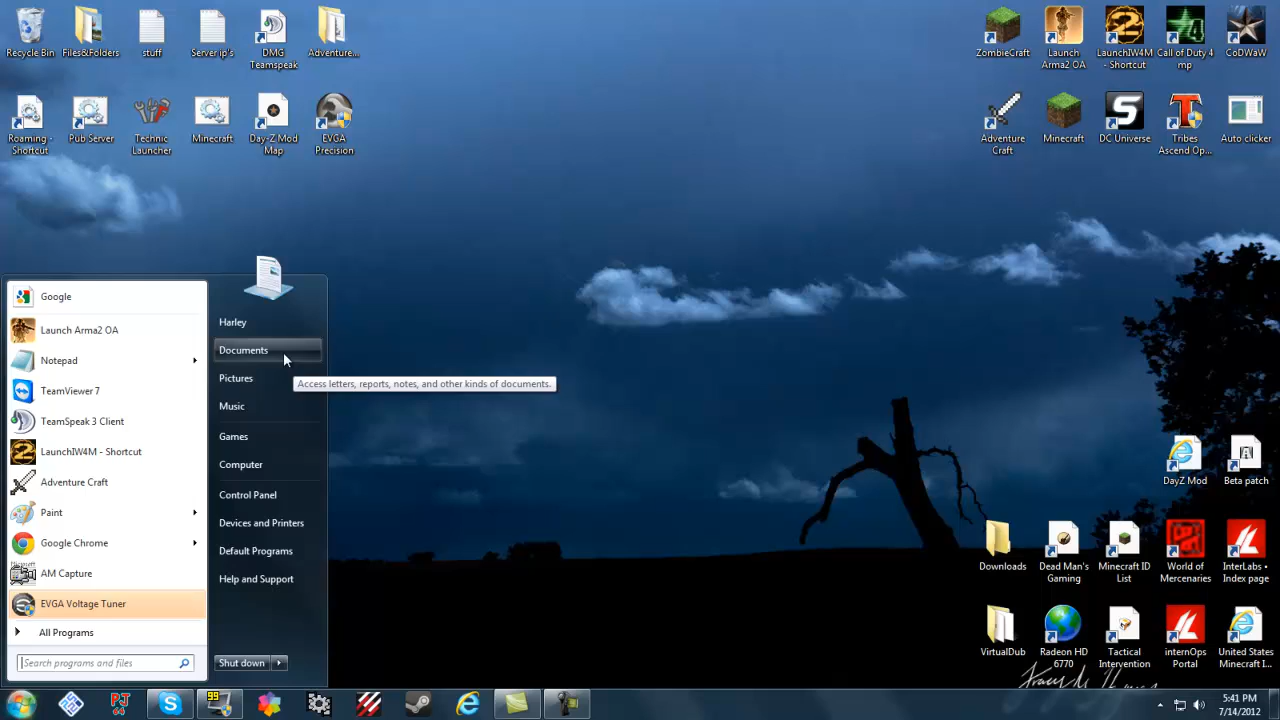 Recycle Bin
Files&Folders
stuff
Server ip's
DMG
Teamspeak
Adventure...
Roaming -
Shortcut
Pub Server
Technic
Launcher
Minecraft
Day-Z Mod
Map
EVGA
Precision
ZombieCraft
Launch
Arma2 OA
LaunchIW4M
- Shortcut
Call of Duty 4
mp
CoDWaW
Adventure
Craft
Minecraft
DC Universe
Tribes
Ascend Op...
Auto clicker
Google
Launch Arma2 OA
Notepad
TeamViewer 7
TeamSpeak 3 Client
LaunchIW4M - Shortcut
Adventure Craft
Paint
Google Chrome
AM Capture
EVGA Voltage Tuner
All Programs
Search programs and files
Harley
Documents
Pictures
Music
Games
Computer
Control Panel
Devices and Printers
Default Programs
Help and Support
Shut down
Access letters, reports, notes, and other kinds of documents.
DayZ Mod
Beta patch
Downloads
Dead Man's
Gaming
Minecraft ID
List
World of
Mercenaries
InterLabs •
Index page
VirtualDub
Radeon HD
6770
Tactical
Intervention
internOps
Portal
United States
Minecraft I...
PJ
64
99
5:41 PM
7/14/2012